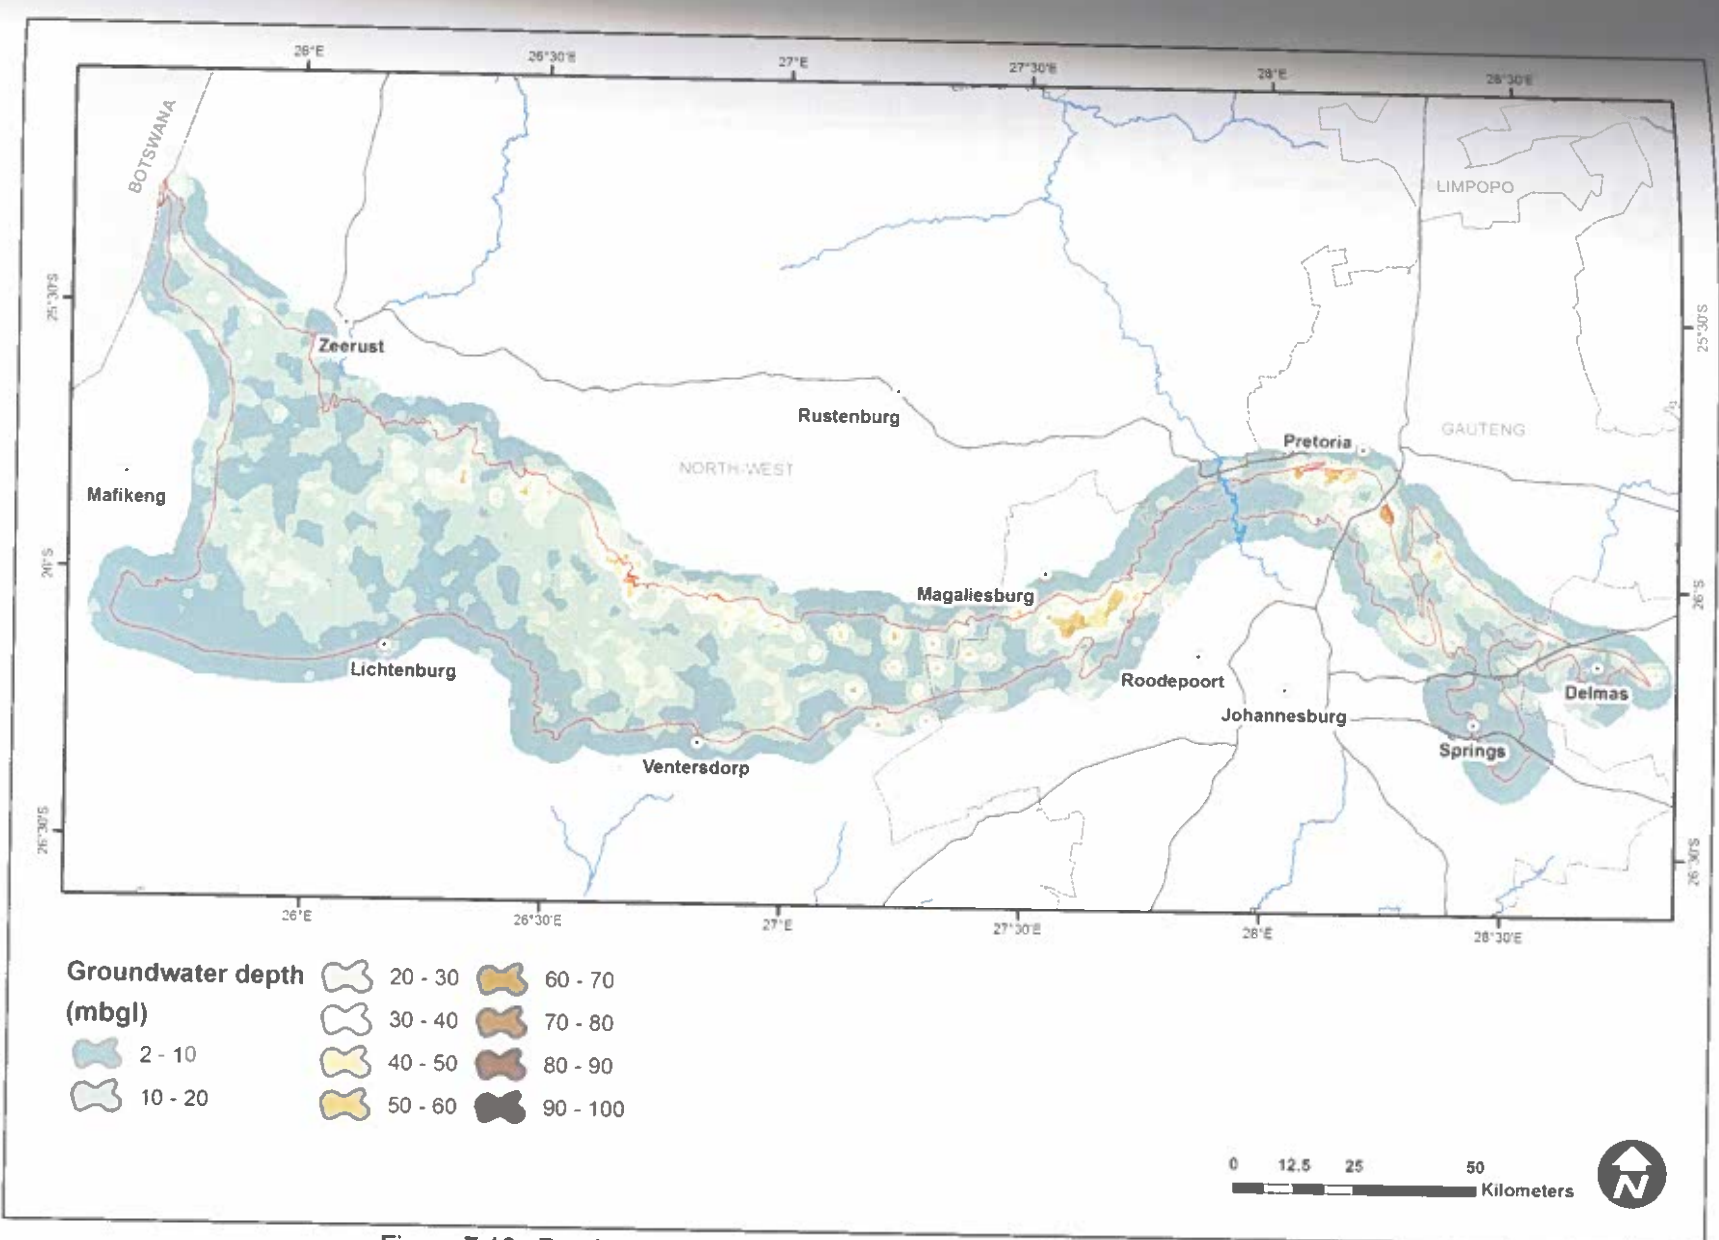 26°E 26°30'E 27°E 27°30'E 28°E 28°30'E
BOTSWANA
LIMPOPO
25°30'S
25°30'S
Zeerust
Rustenburg
Pretoria
GAUTENG
NORTH-WEST
Mafikeng
26°S
26°S
Magaliesburg
Lichtenburg
Roodepoort
Delmas
Johannesburg
Springs
Ventersdorp
26°30'S
26°30'S
26°E 26°30'E 27°E 27°30'E 28°E 28°30'E
Groundwater depth
(mbgl)
2 - 10
10 - 20
20 - 30
30 - 40
40 - 50
50 - 60
60 - 70
70 - 80
80 - 90
90 - 100
0 12.5 25 50
Kilometers
N